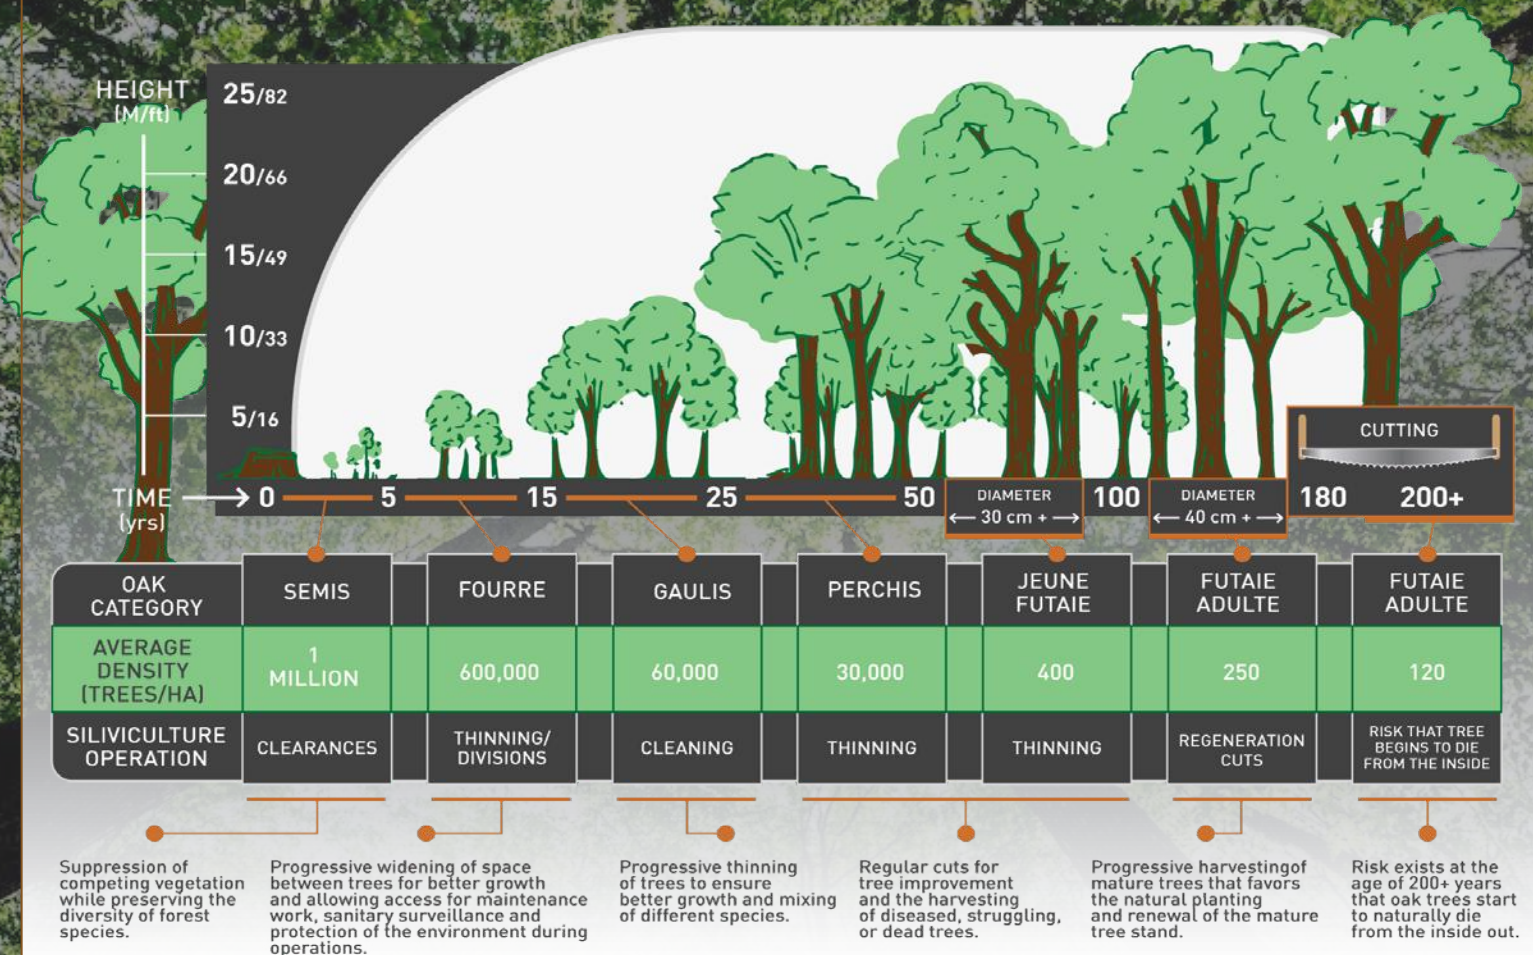 HEIGHT
(M/ft)
25/82
20/66
15/49
10/33
5/16
TIME
(yrs)
0
5
15
25
50
DIAMETER
30 cm +
100
DIAMETER
40 cm +
CUTTING
180
200+
OAK
CATEGORY
SEMIS
FOURRE
GAULIS
PERCHIS
JEUNE
FUTAIE
FUTAIE
ADULTE
FUTAIE
ADULTE
AVERAGE
DENSITY
(TREES/HA)
1
MILLION
600,000
60,000
30,000
400
250
120
SILIVICULTURE
OPERATION
CLEARANCES
THINNING/
DIVISIONS
CLEANING
THINNING
THINNING
REGENERATION
CUTS
RISK THAT TREE
BEGINS TO DIE
FROM THE INSIDE
Suppression of
competing vegetation
while preserving the
diversity of forest
species.
Progressive widening of space
between trees for better growth
and allowing access for maintenance
work, sanitary surveillance and
protection of the environment during
operations.
Progressive thinning
of trees to ensure
better growth and mixing
of different species.
Regular cuts for
tree improvement
and the harvesting
of diseased, struggling,
or dead trees.
Progressive harvestingof
mature trees that favors
the natural planting
and renewal of the mature
tree stand.
Risk exists at the
age of 200+ years
that oak trees start
to naturally die
from the inside out.